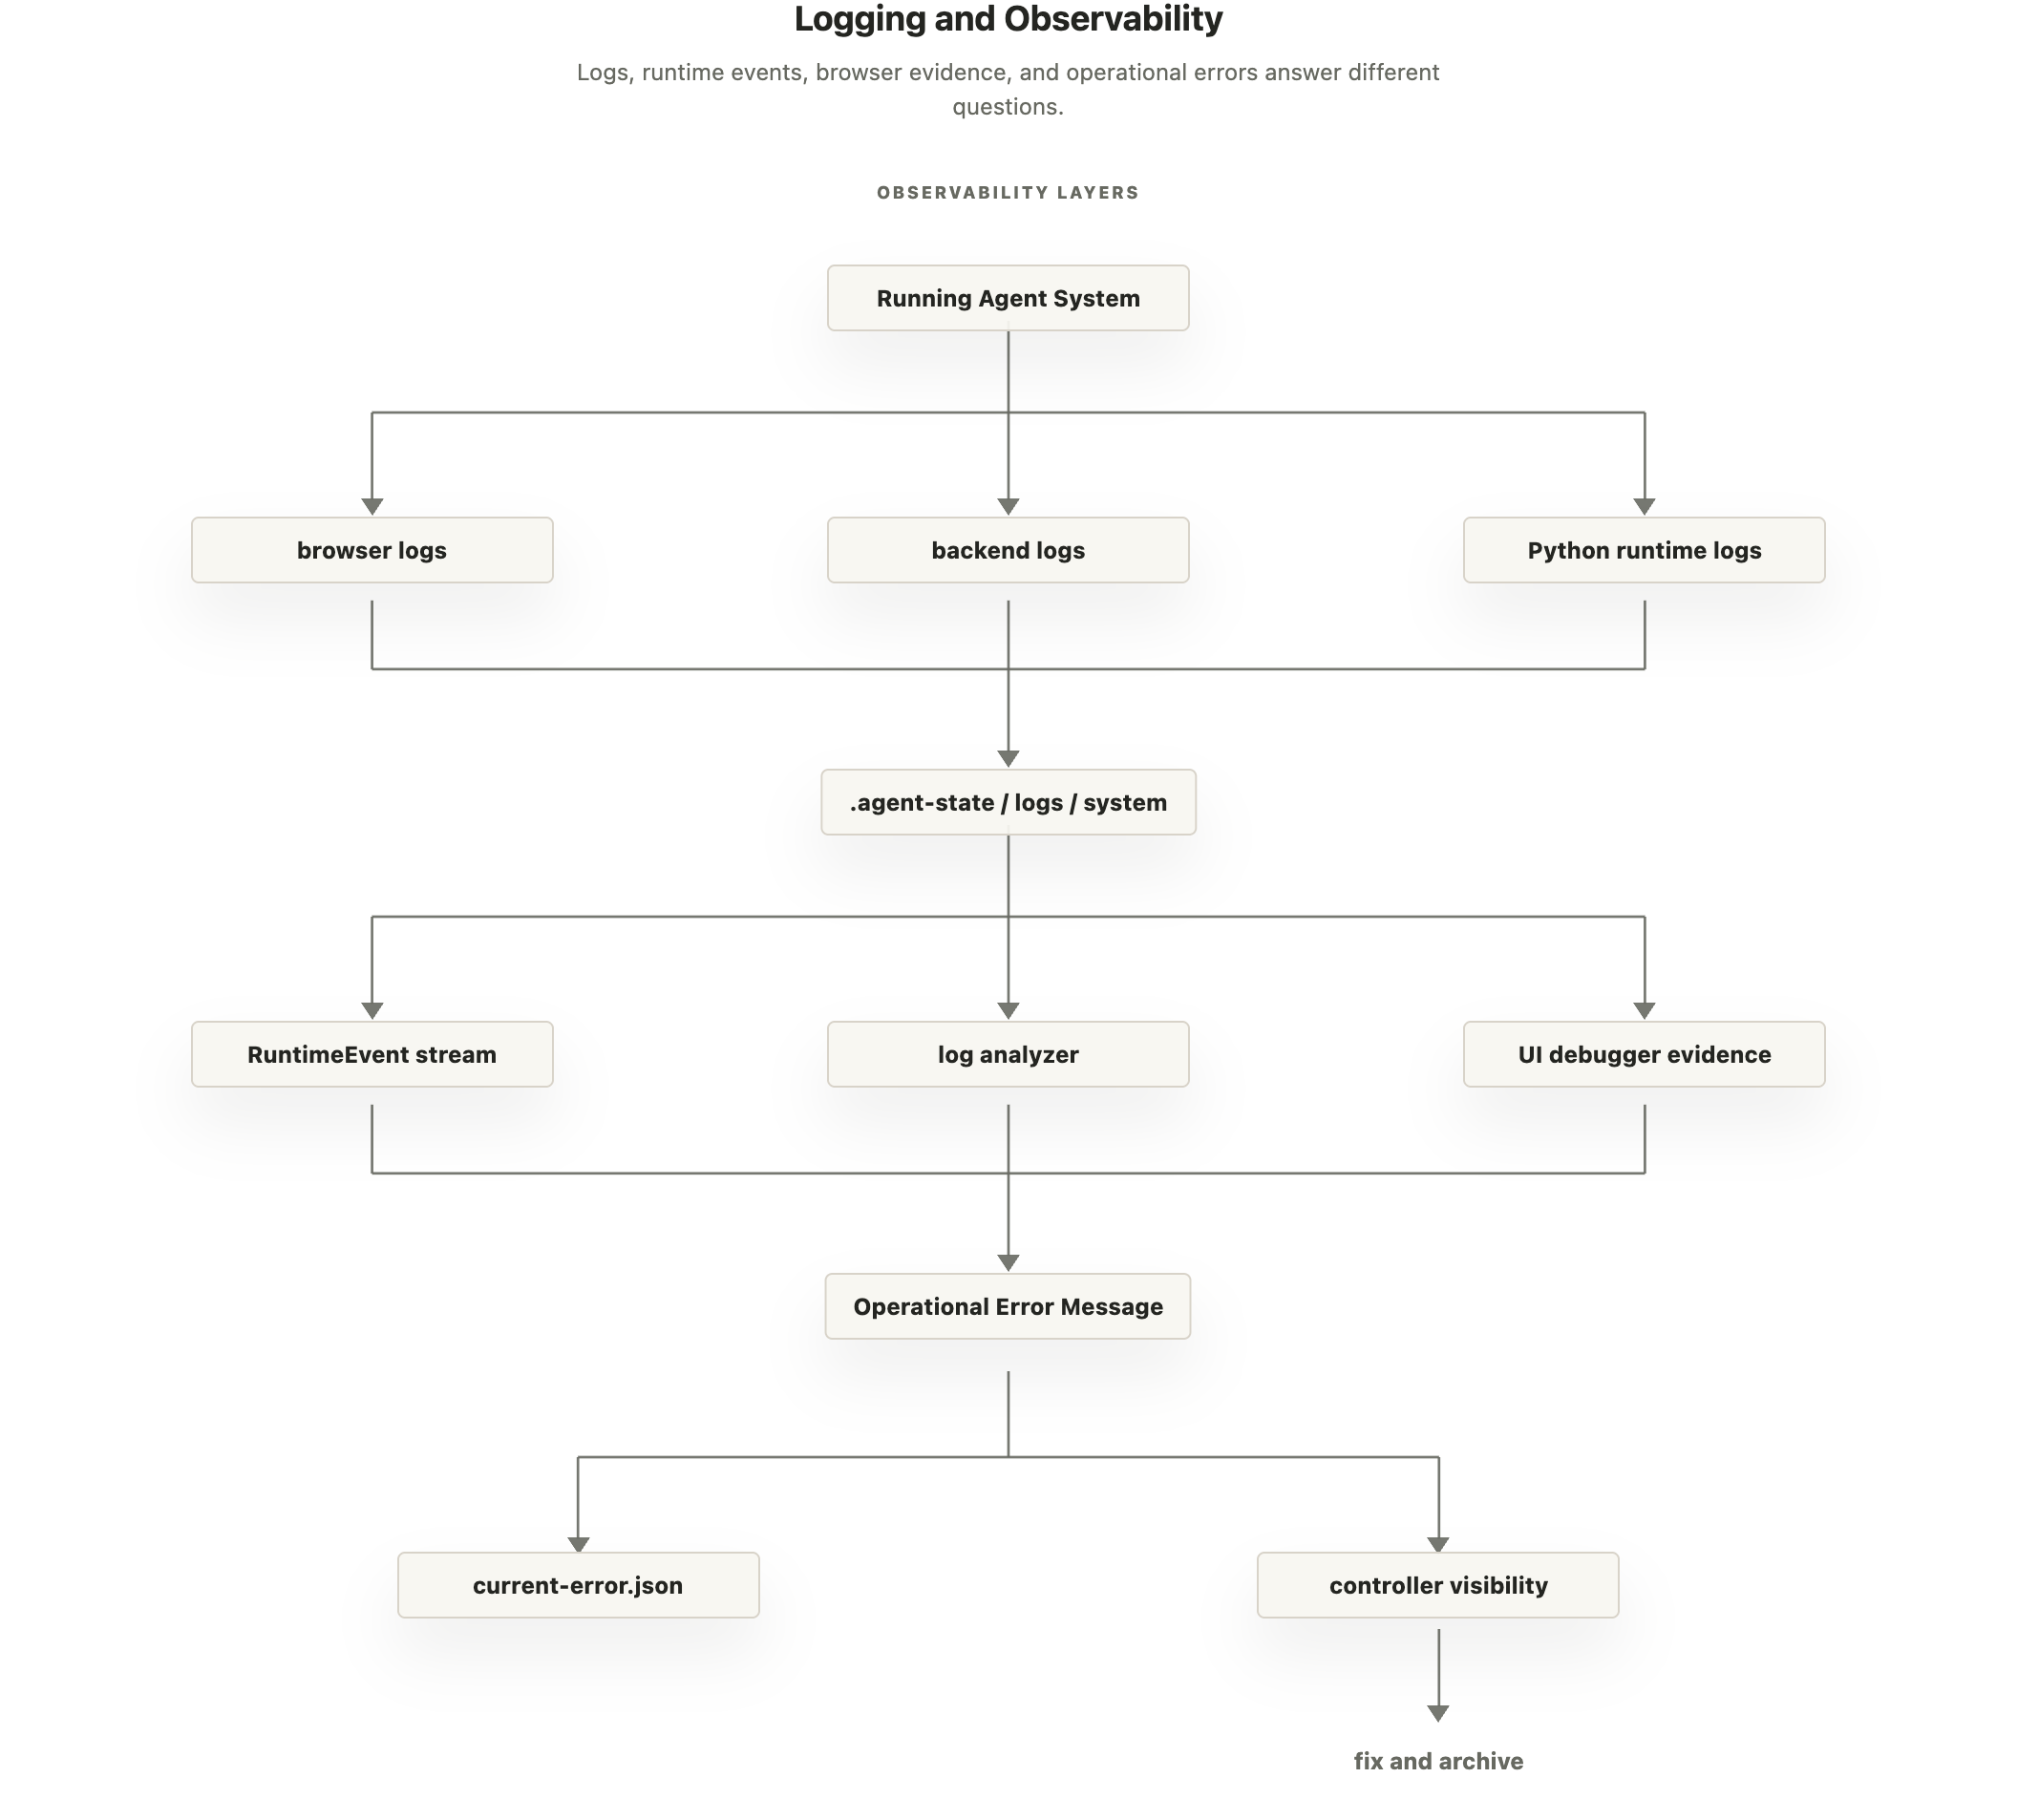 Logging and Observability
Logs, runtime events, browser evidence, and operational errors answer different
questions.
OBSERVABILITY LAYERS
Running Agent System
browser logs
backend logs
Python runtime logs
.agent-state / logs / system
RuntimeEvent stream
log analyzer
UI debugger evidence
Operational Error Message
current-error.json
controller visibility
fix and archive